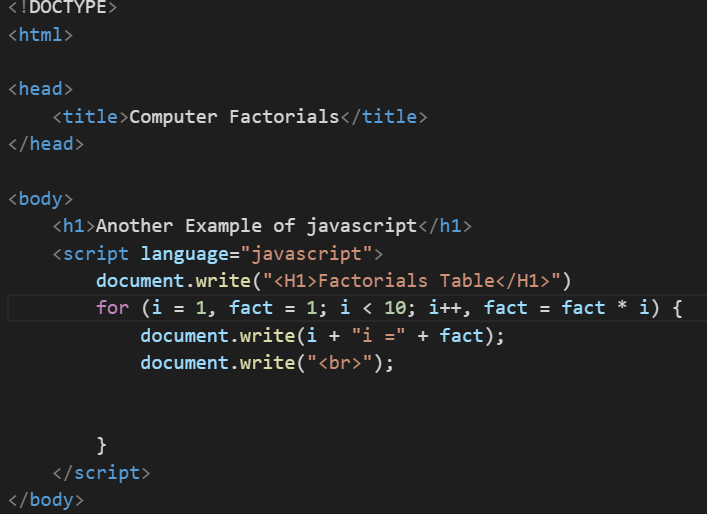 <!DOCTYPE>
<html>
<head>
<title>Computer Factorials</title>
</head>
<body>
<h1>Another Example of javascript</h1>
<script language="javascript">
document.write("<H1>Factorials Table</H1>")
for (i = 1, fact = 1; i < 10; i++, fact = fact * i) {
document.write(i + "i =" + fact);
document.write("<br>");
}
</script>
</body>